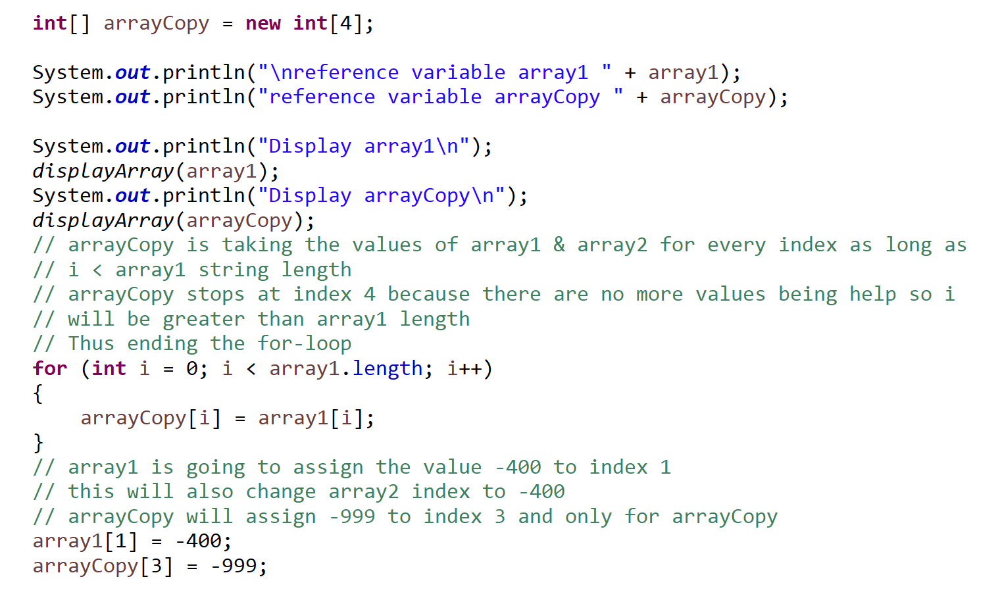 int[] arrayCopy = new int[4];
System.out.println("\nreference variable array1 " + array1);
System.out.println("reference variable arrayCopy " + arrayCopy);
System.out.println("Display array1\n");
displayArray(array1);
System.out.println("Display arrayCopy\n");
displayArray(arrayCopy);
// arrayCopy is taking the values of array1 & array2 for every index as long as
// i < array1 string length
// arrayCopy stops at index 4 because there are no more values being help so i
// will be greater than array1 length
// Thus ending the for-loop
for (int i = 0; i < array1.length; i++)
{
    arrayCopy[i] = array1[i];
}
// array1 is going to assign the value -400 to index 1
// this will also change array2 index to -400
// arrayCopy will assign -999 to index 3 and only for arrayCopy
array1[1] = -400;
arrayCopy[3] = -999;